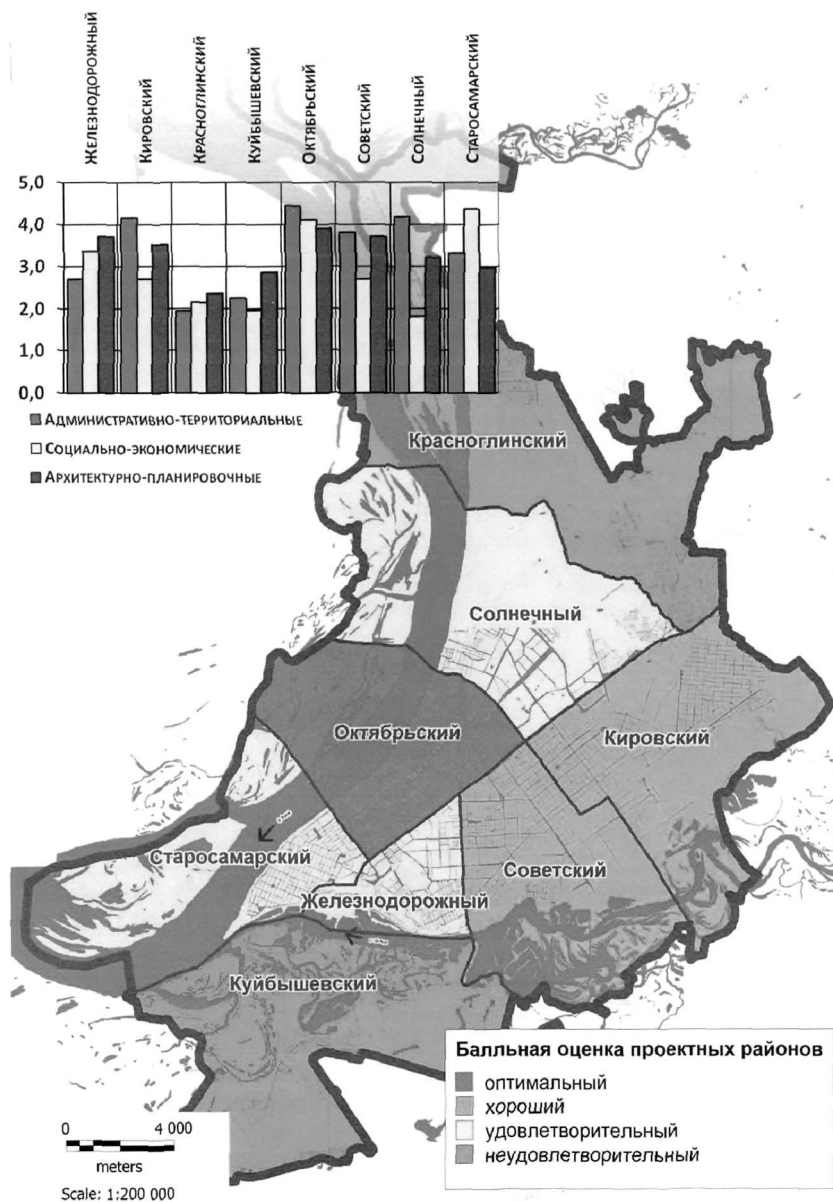 ЖЕЛЕЗНОДОРОЖНЫЙ
КИРОВСКИЙ
КРАСНОГЛИНСКИЙ
КУЙБЫШЕВСКИЙ
ОКТЯБРЬСКИЙ
СОВЕТСКИЙ
СОЛНЕЧНЫЙ
СТАРОСАМАРСКИЙ
5,0
4,0
3,0
2,0
1,0
0,0
АДМИНИСТРАТИВНО-ТЕРРИТОРИАЛЬНЫЕ
СОЦИАЛЬНО-ЭКОНОМИЧЕСКИЕ
АРХИТЕКТУРНО-ПЛАНИРОВОЧНЫЕ
Красноглинский
Солнечный
Октябрьский
Кировский
Старосамарский
Советский
Железнодорожный
Куйбышевский
Балльная оценка проектных районов
оптимальный
хороший
удовлетворительный
неудовлетворительный
0 4 000
meters
Scale: 1:200 000